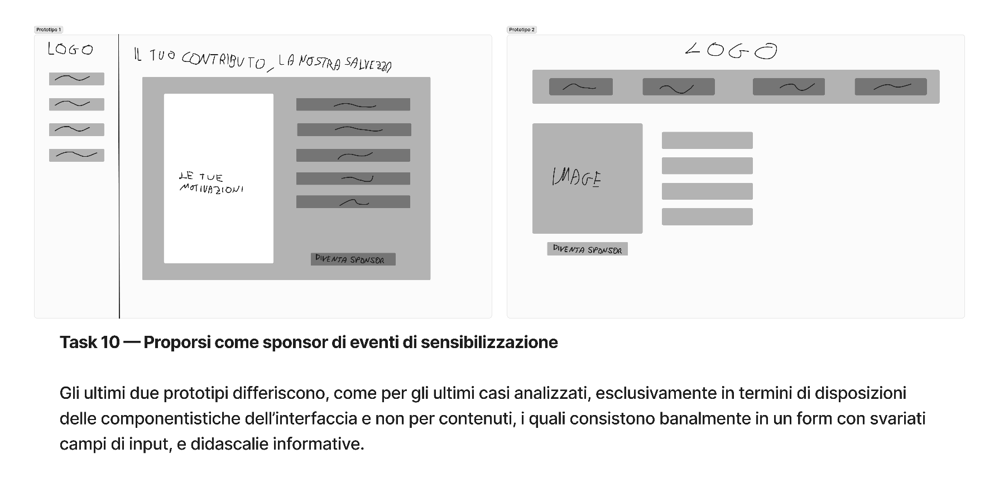 Prototipo 1
LOGO
IL TUO CONTRIBUTO, LA NOSTRA SALVEZZA
LE TUE
MOTIVAZIONI
DIVENTA SPONSOR
Prototipo 2
LOGO
IMAGE
DIVENTA SPONSOR
Task 10 — Proporsi come sponsor di eventi di sensibilizzazione
Gli ultimi due prototipi differiscono, come per gli ultimi casi analizzati, esclusivamente in termini di disposizioni
delle componentistiche dell’interfaccia e non per contenuti, i quali consistono banalmente in un form con svariati
campi di input, e didascalie informative.